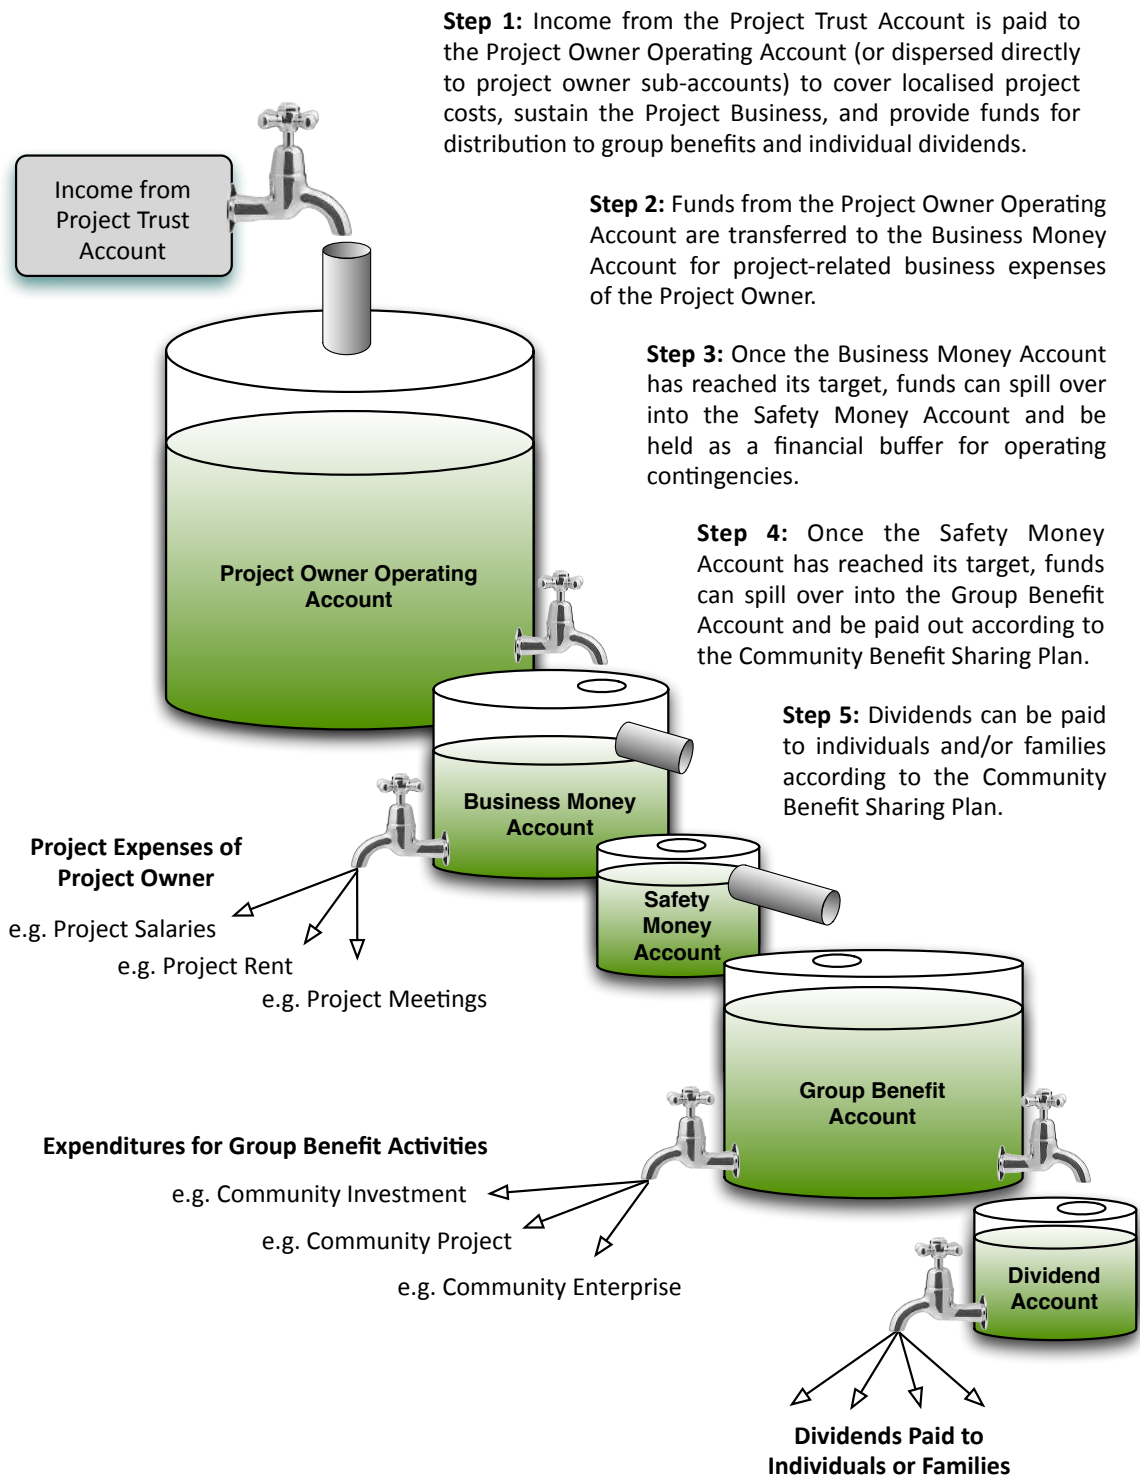 Step 1: Income from the Project Trust Account is paid to
the Project Owner Operating Account (or dispersed directly
to project owner sub-accounts) to cover localised project
costs, sustain the Project Business, and provide funds for
distribution to group benefits and individual dividends.
Income from
Project Trust
Account
Step 2: Funds from the Project Owner Operating
Account are transferred to the Business Money
Account for project-related business expenses
of the Project Owner.
Step 3: Once the Business Money Account
has reached its target, funds can spill over
into the Safety Money Account and be
held as a financial buffer for operating
contingencies.
Step 4: Once the Safety Money
Account has reached its target, funds
can spill over into the Group Benefit
Account and be paid out according to
the Community Benefit Sharing Plan.
Project Owner Operating
Account
Step 5: Dividends can be paid
to individuals and/or families
according to the Community
Benefit Sharing Plan.
Business Money
Account
Project Expenses of
Project Owner
e.g. Project Salaries
e.g. Project Rent
e.g. Project Meetings
Safety
Money
Account
Group Benefit
Account
Expenditures for Group Benefit Activities
e.g. Community Investment
e.g. Community Project
e.g. Community Enterprise
Dividend
Account
Dividends Paid to
Individuals or Families